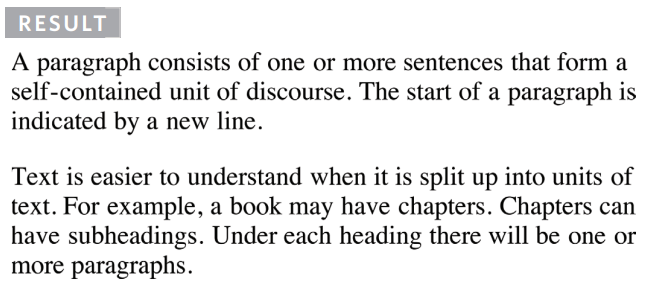 RESULT
A paragraph consists of one or more sentences that form a
self-contained unit of discourse. The start of a paragraph is
indicated by a new line.
Text is easier to understand when it is split up into units of
text. For example, a book may have chapters. Chapters can
have subheadings. Under each heading there will be one or
more paragraphs.